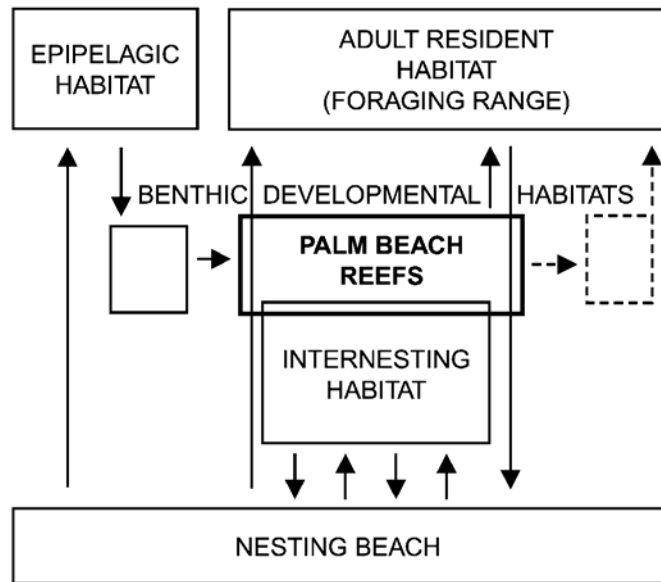 EPIPELAGIC
HABITAT
ADULT RESIDENT
HABITAT
(FORAGING RANGE)
BENTHIC DEVELOPMENTAL HABITATS
PALM BEACH
REEFS
INTERNESTING
HABITAT
NESTING BEACH